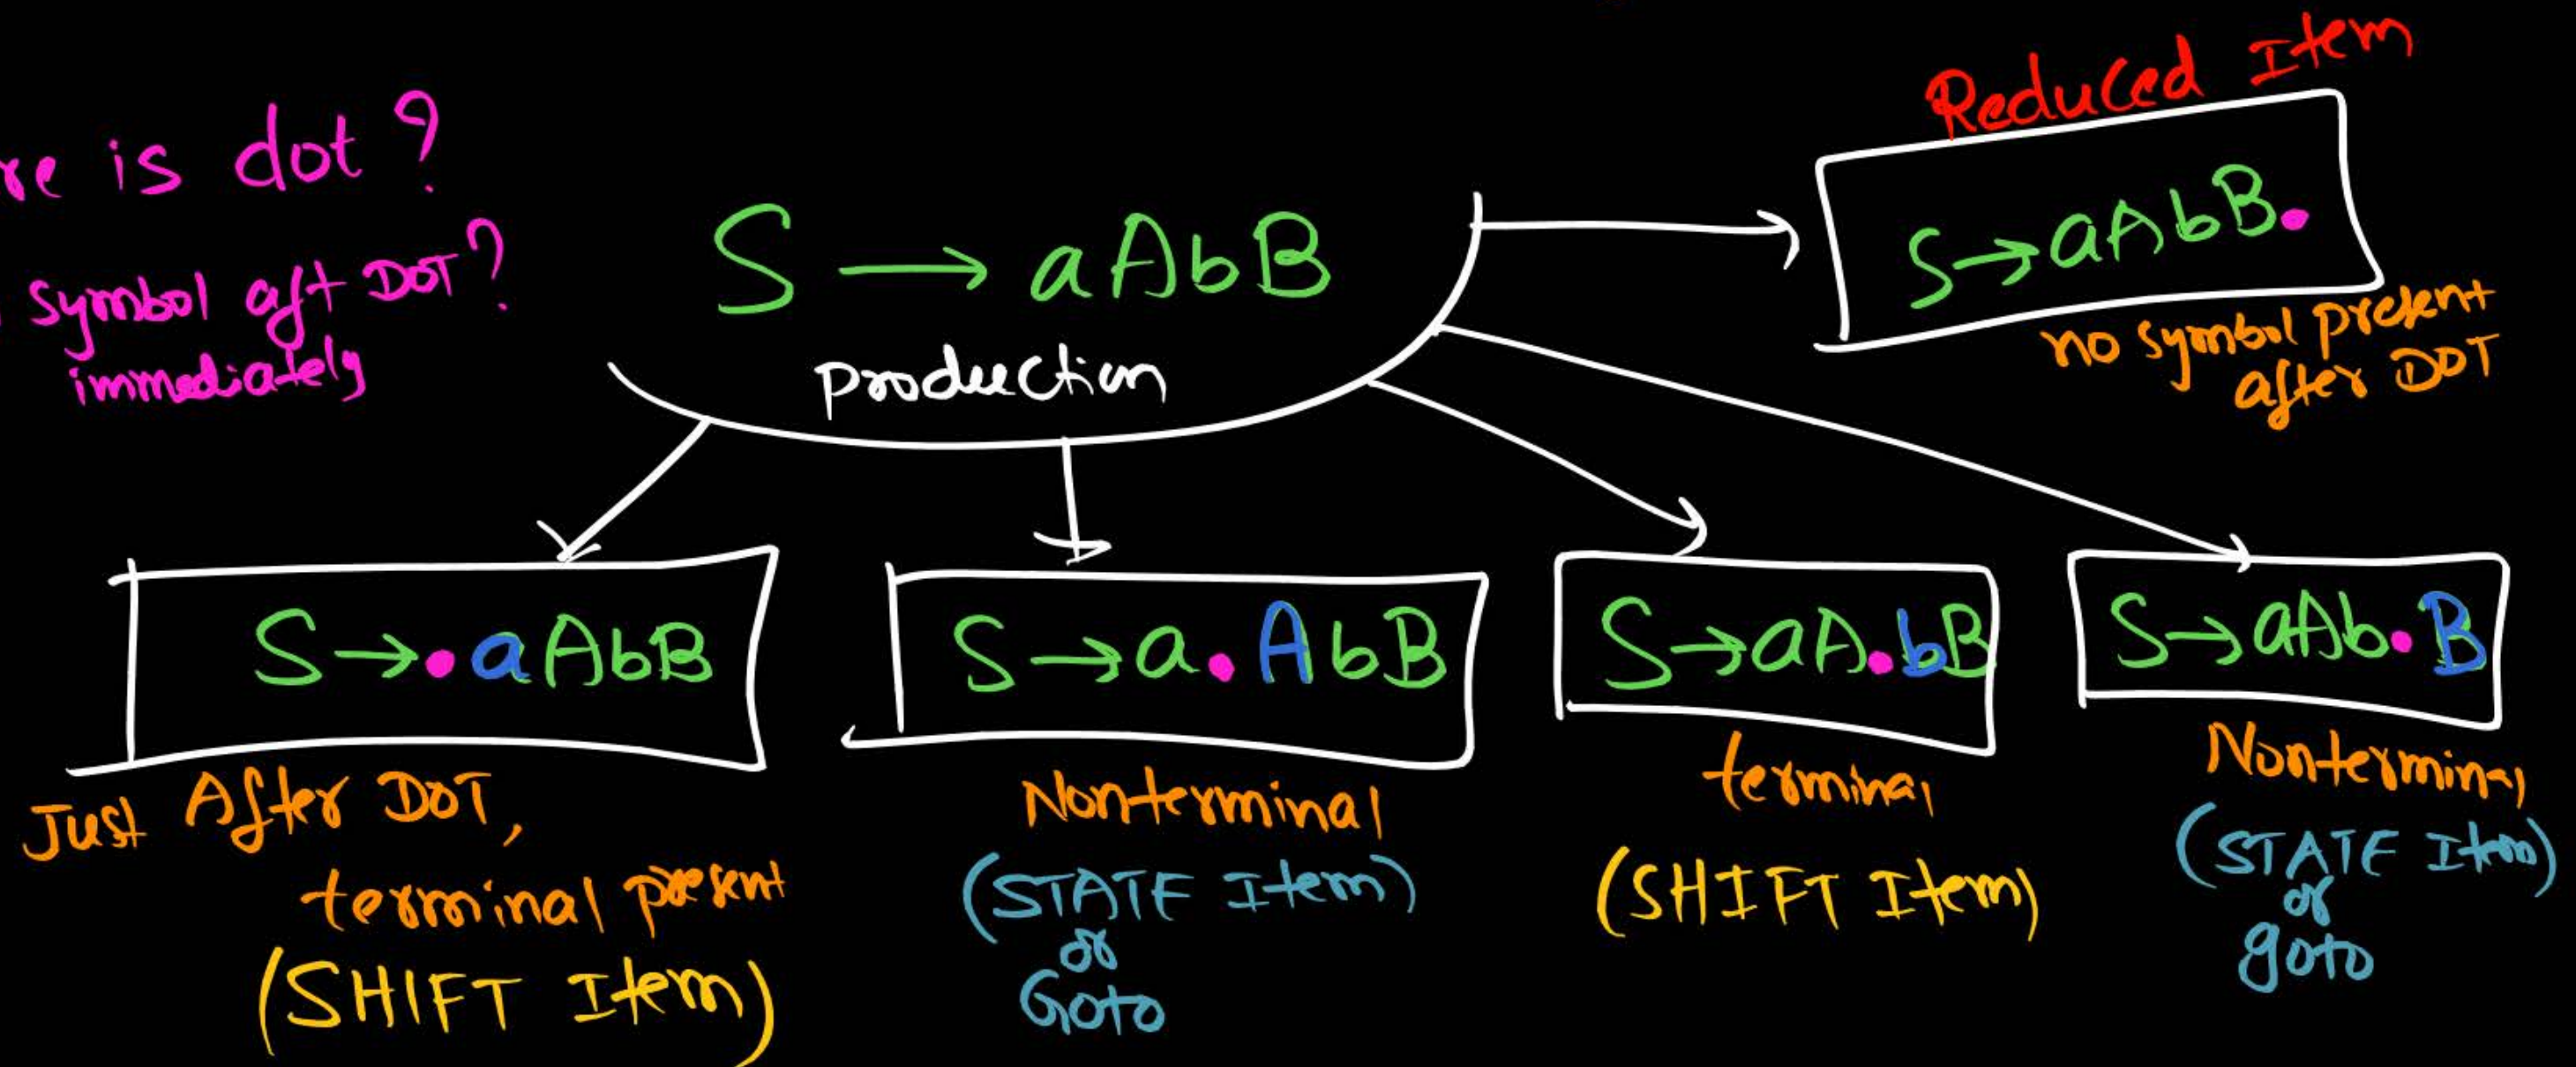 is dot?
Symbol aft DOT?
immediately
S → aAbB
production
Reduced Item
S→aAbB.
no symbol present
after DOT
S→.aAbB
Just After DOT,
terminal present
(SHIFT Item)
S→a.AbB
Nonterminal
(STATE Item)
or
Goto
S→aA.bB
terminal
(SHIFT Item)
S→aAb.B
Nonterminal
(STATE Item)
or
goto